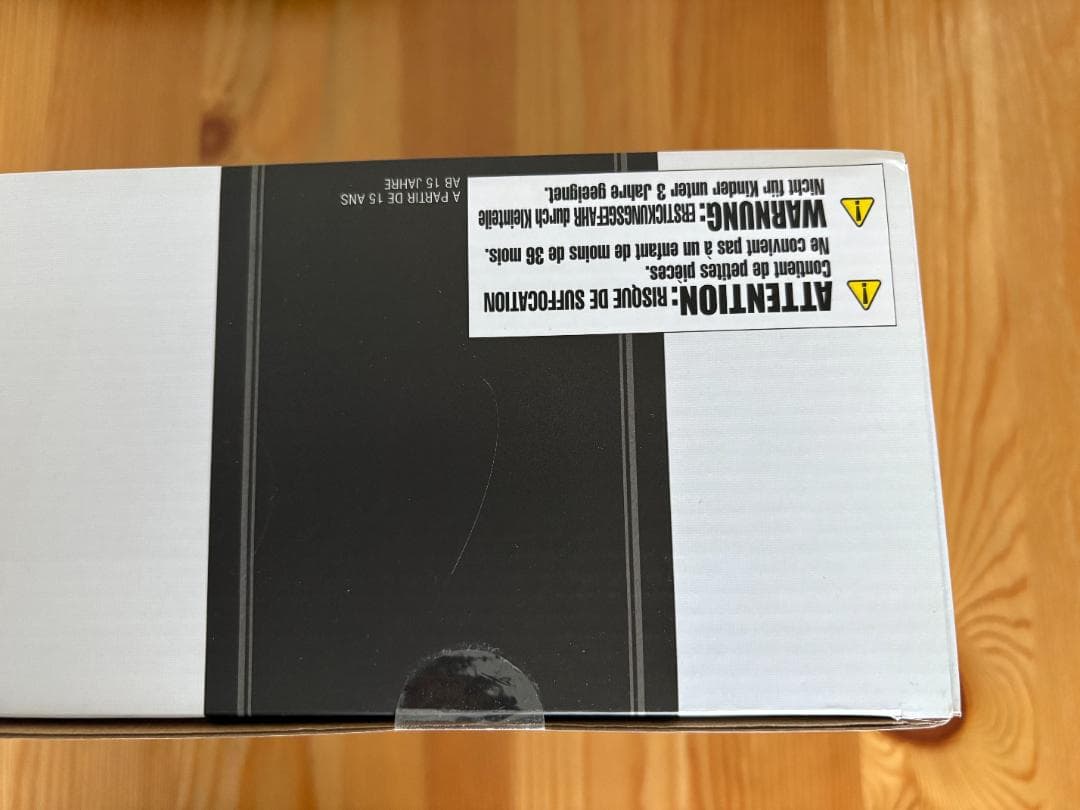 ATTENTION: RISQUE DE SUFFOCATION
Contient de petites pièces.
Ne convient pas à un enfant de moins de 36 mois.
WARNUNG: ERSTICKUNGSGEFAHR durch Kleinteile
Nicht für Kinder unter 3 Jahre geeignet.
A PARTIR DE 15 ANS
AB 15 JAHRE